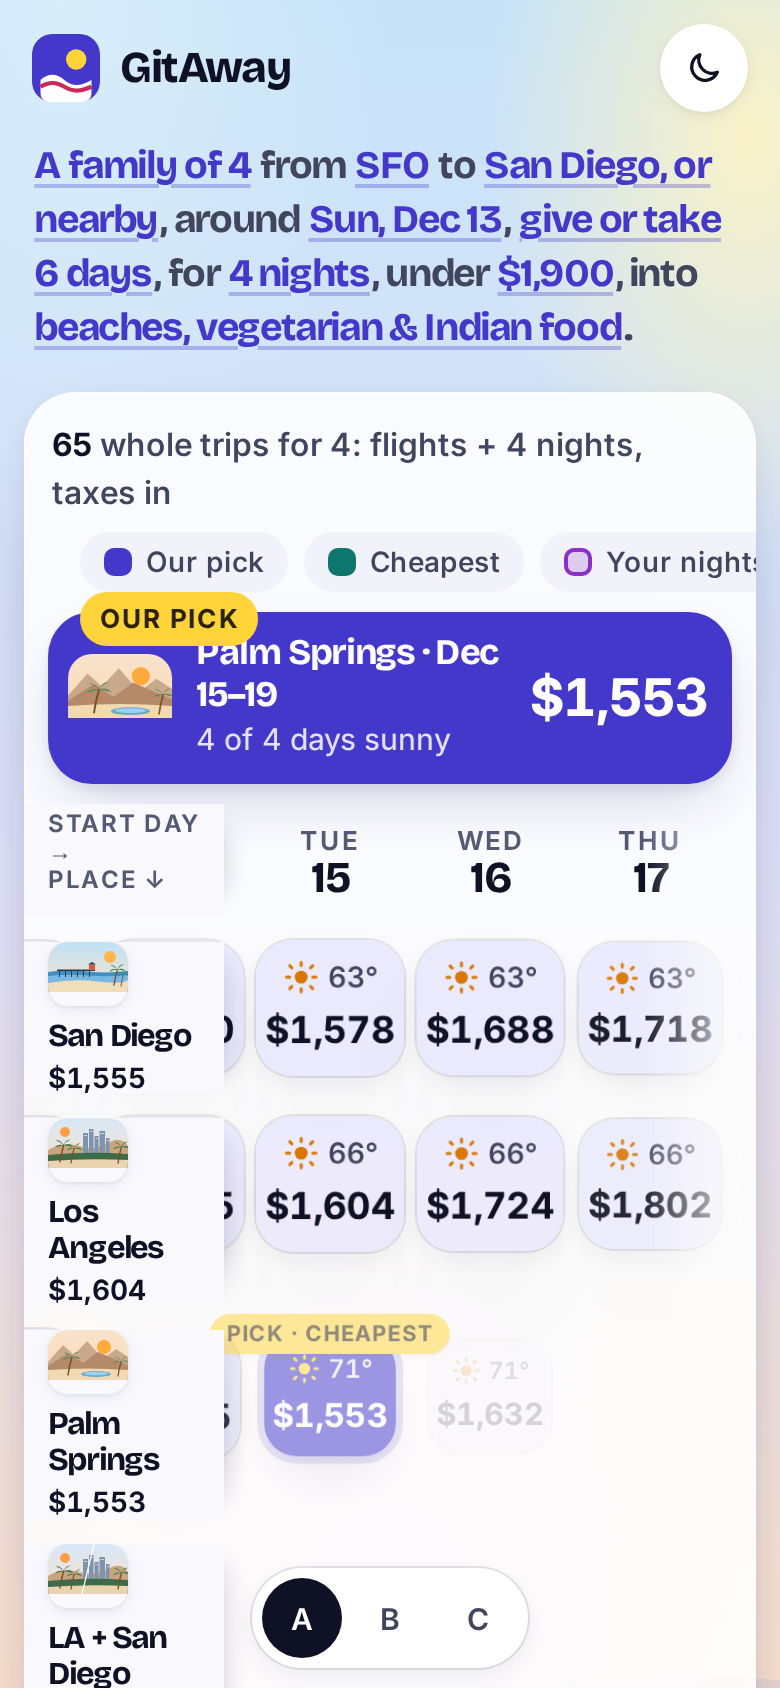 GitAway
A family of 4 from SFO to San Diego, or
nearby, around Sun, Dec 13, give or take
6 days, for 4 nights, under $1,900, into
beaches, vegetarian & Indian food.
65 whole trips for 4: flights + 4 nights,
taxes in
Our pick
Cheapest
Your nights
OUR PICK
Palm Springs · Dec
15–19
4 of 4 days sunny
$1,553
START DAY
→
PLACE ↓
TUE
15
WED
16
THU
17
San Diego
$1,555
0
63°
$1,578
63°
$1,688
63°
$1,718
Los
Angeles
$1,604
5
66°
$1,604
66°
$1,724
66°
$1,802
Palm
Springs
$1,553
5
PICK · CHEAPEST
71°
$1,553
71°
$1,632
LA + San
Diego
A
B
C